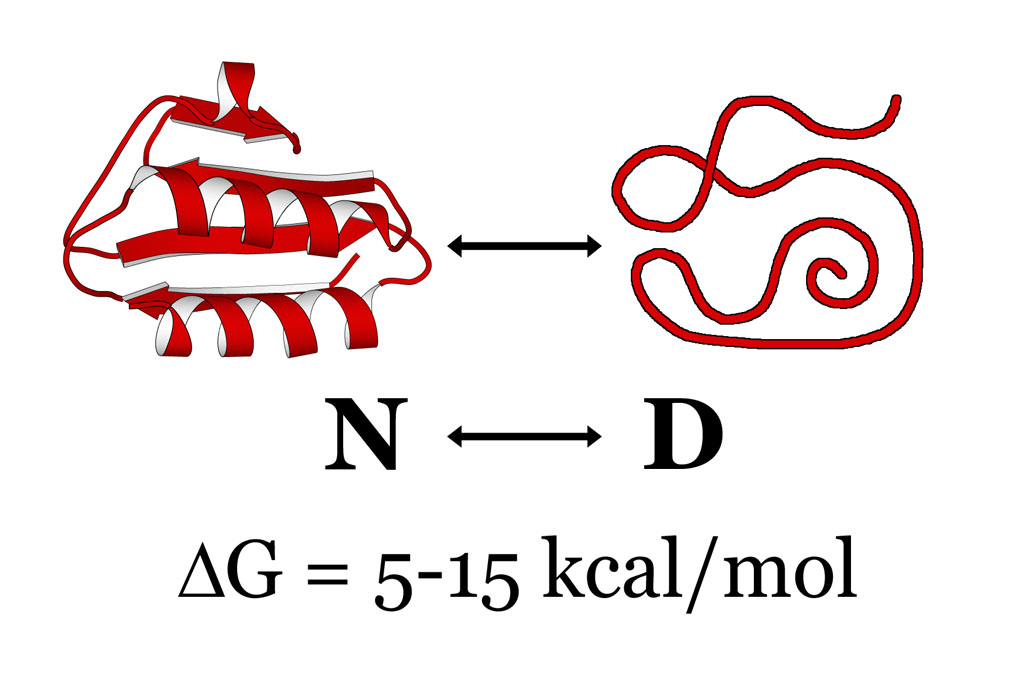 N ↔ D
ΔG = 5-15 kcal/mol